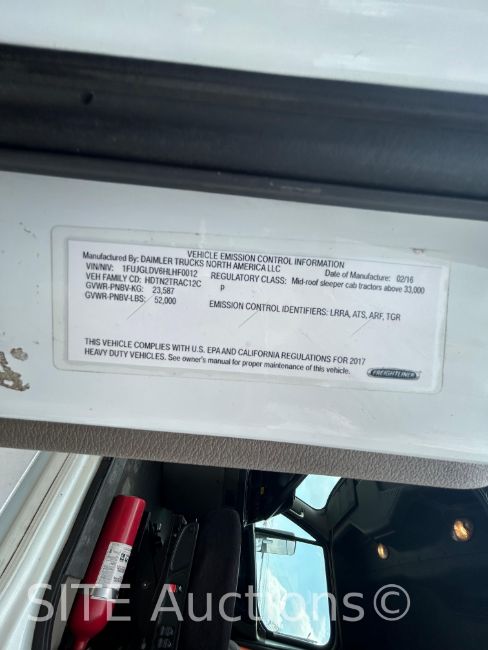 VEHICLE EMISSION CONTROL INFORMATION
Manufactured By: DAIMLER TRUCKS NORTH AMERICA LLC Date of Manufacture: 02/16
VIN/NIV: 1FUJGLDV6HLHF0012 REGULATORY CLASS: Mid-roof sleeper cab tractors above 33,000
VEH FAMILY CD: HDTN2TRAC12C p
GVWR-PNBV-KG: 23,587
GVWR-PNBV-LBS: 52,000 EMISSION CONTROL IDENTIFIERS: LRRA, ATS, ARF, TGR
THIS VEHICLE COMPLIES WITH U.S. EPA AND CALIFORNIA REGULATIONS FOR 2017
HEAVY DUTY VEHICLES. See owner's manual for proper maintenance of this vehicle.
FREIGHTLINER
SITE Auctions©